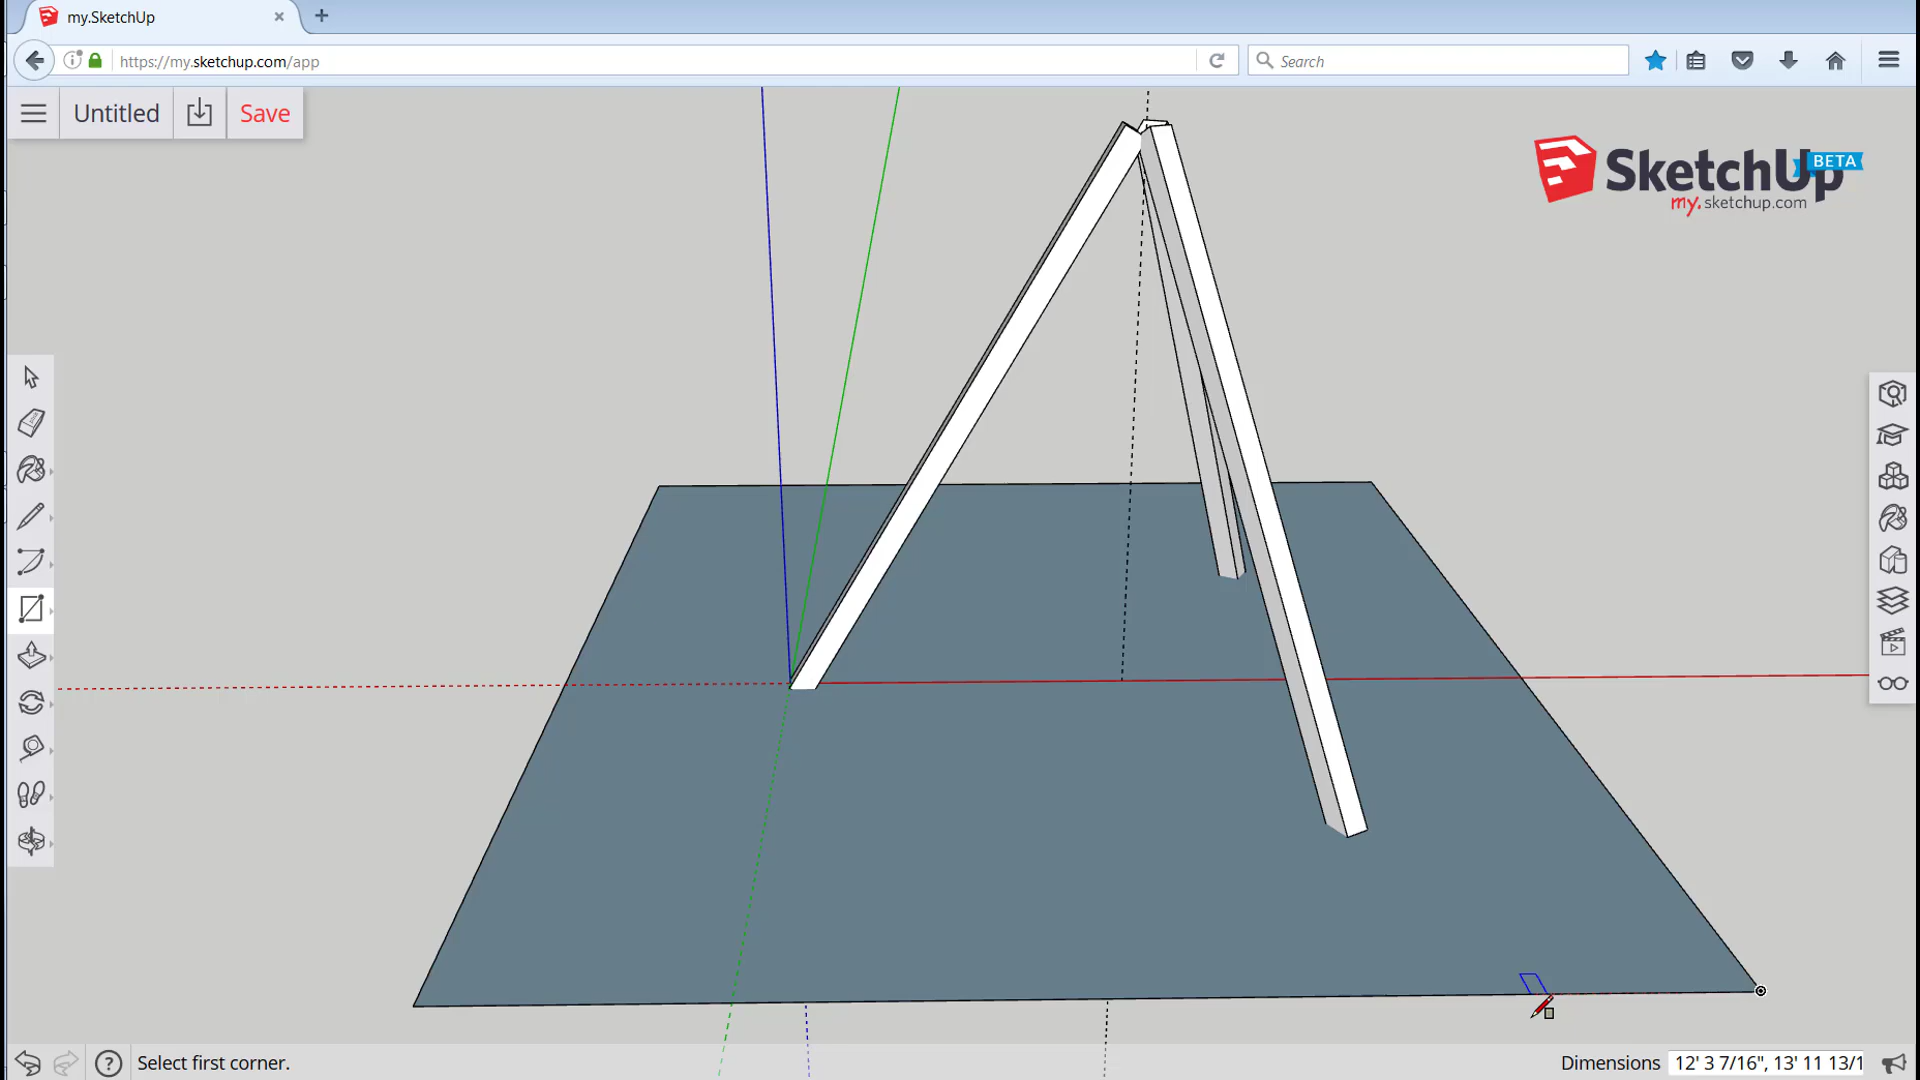 my.SketchUp
https://my.sketchup.com/app
Search
Untitled
Save
SketchUp
BETA
my.sketchup.com
Select first corner.
Dimensions 12' 3 7/16", 13' 11 13/1